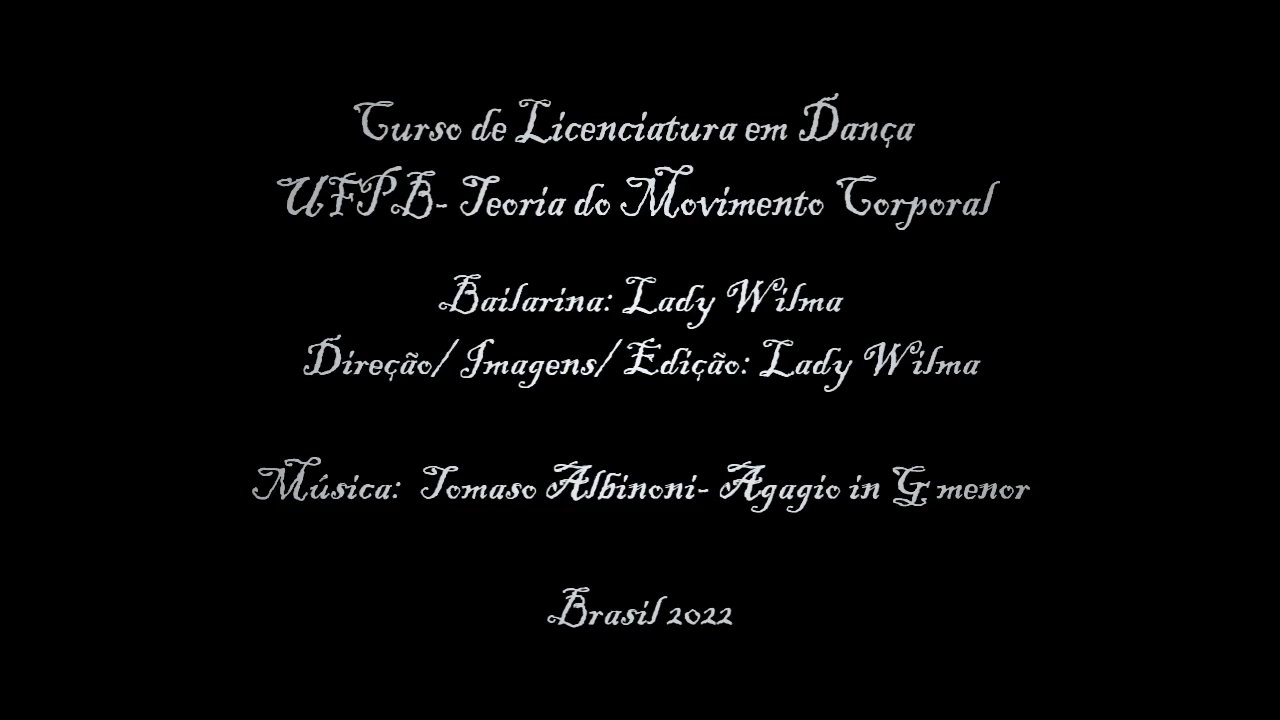 Curso de Licenciatura em Dança
UFPB- Teoria do Movimento Corporal
Bailarina: Lady Wilma
Direção/ Imagens/ Edição: Lady Wilma
Música: Tomaso Albinoni- Agagio in G menor
Brasil 2022